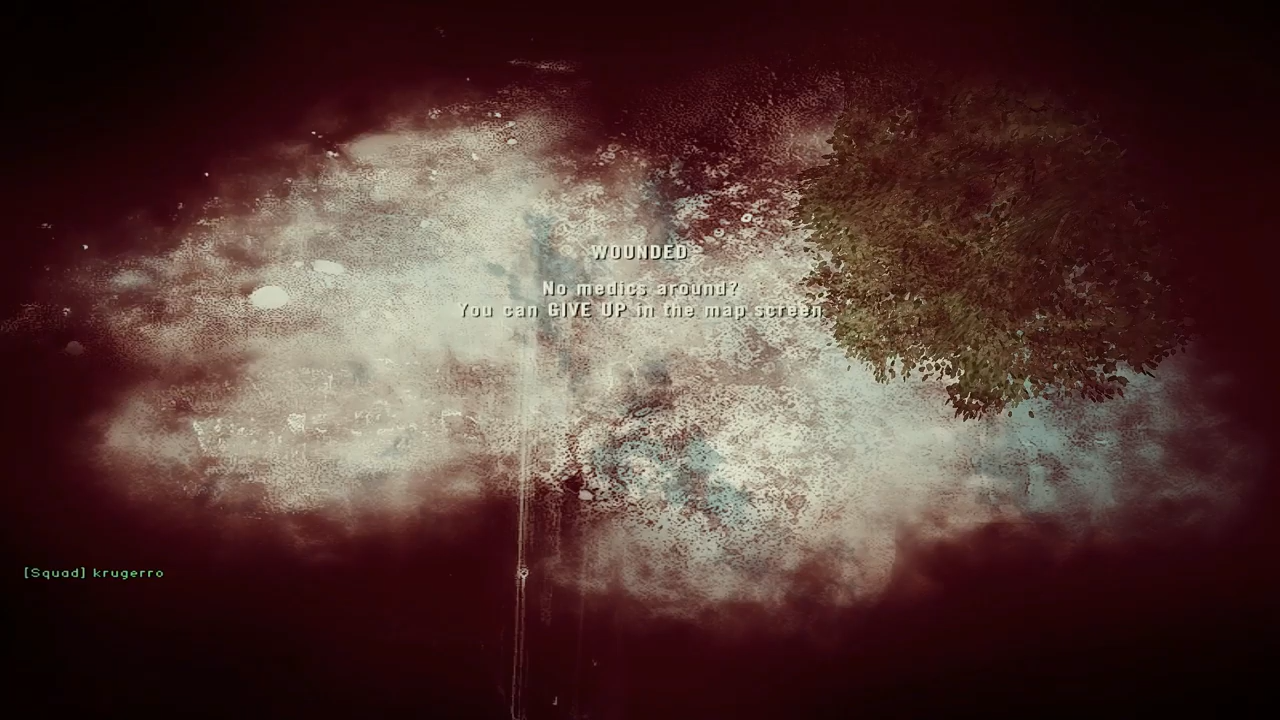 WOUNDED
No medics around?
You can GIVE UP in the map screen
[Squad] krugerro